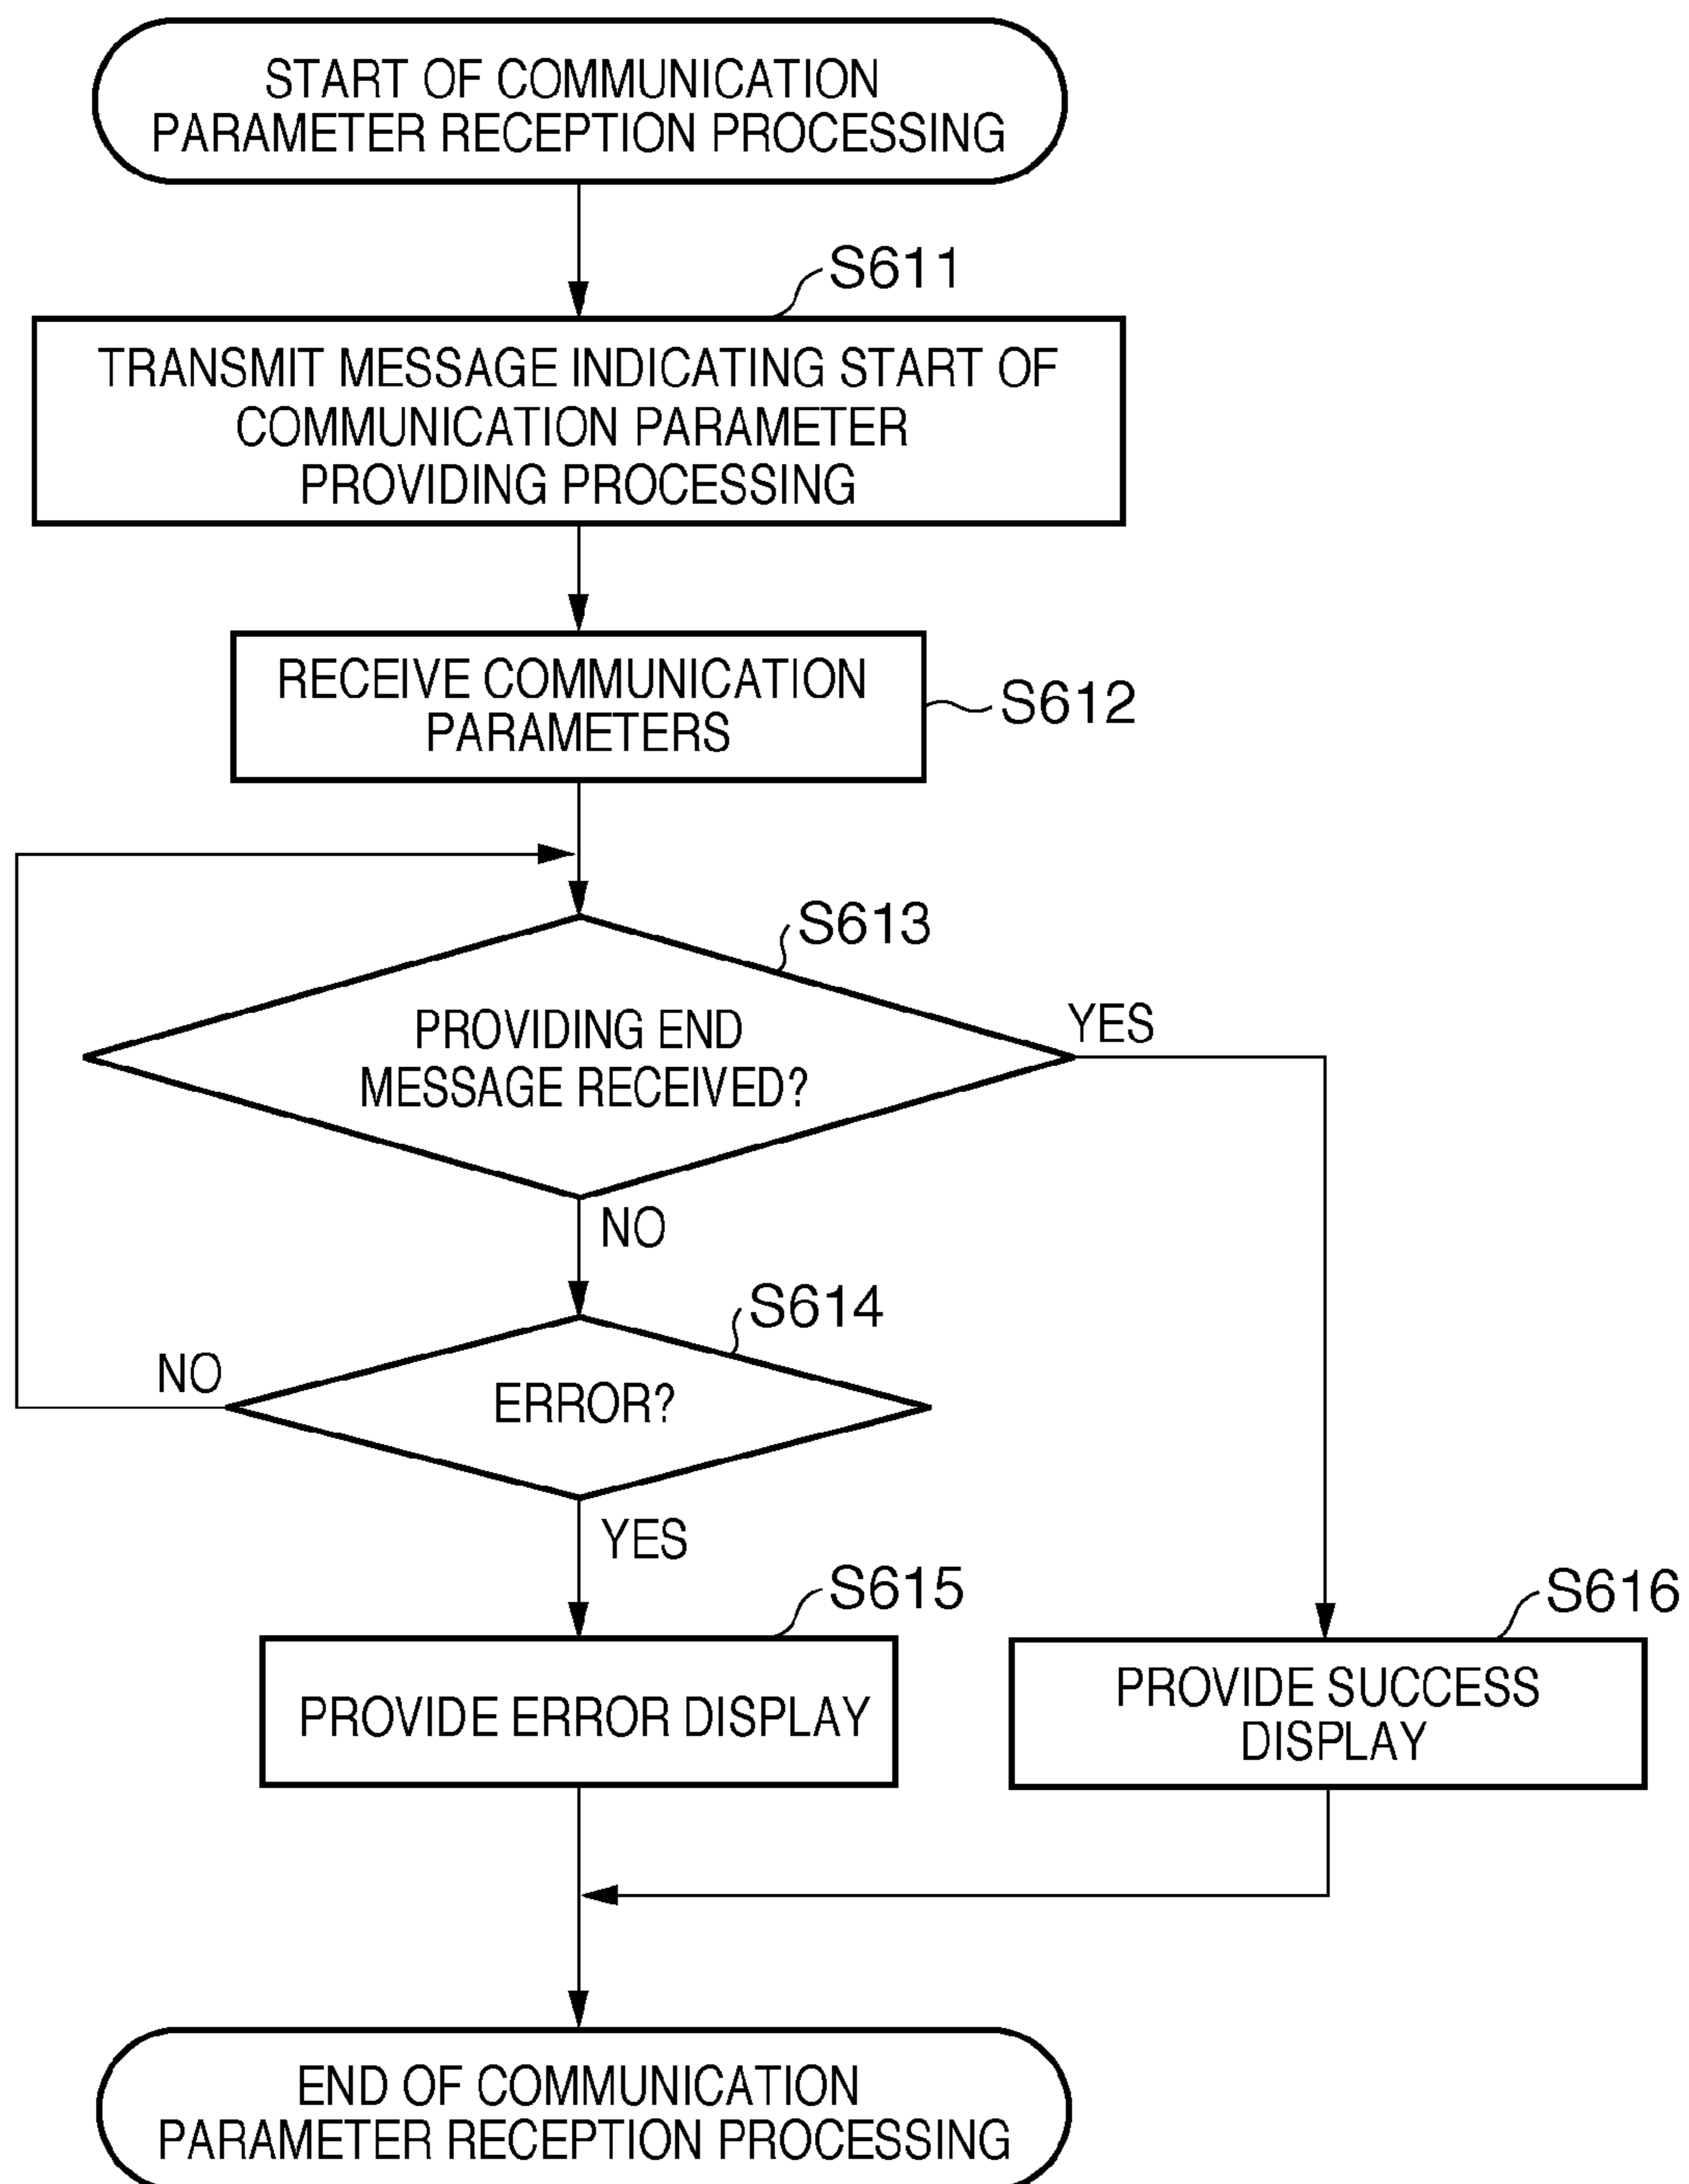 START OF COMMUNICATION
PARAMETER RECEPTION PROCESSING
S611
TRANSMIT MESSAGE INDICATING START OF
COMMUNICATION PARAMETER
PROVIDING PROCESSING
RECEIVE COMMUNICATION
PARAMETERS
S612
S613
PROVIDING END
MESSAGE RECEIVED?
YES
NO
S614
NO
ERROR?
YES
S615
PROVIDE ERROR DISPLAY
S616
PROVIDE SUCCESS
DISPLAY
END OF COMMUNICATION
PARAMETER RECEPTION PROCESSING